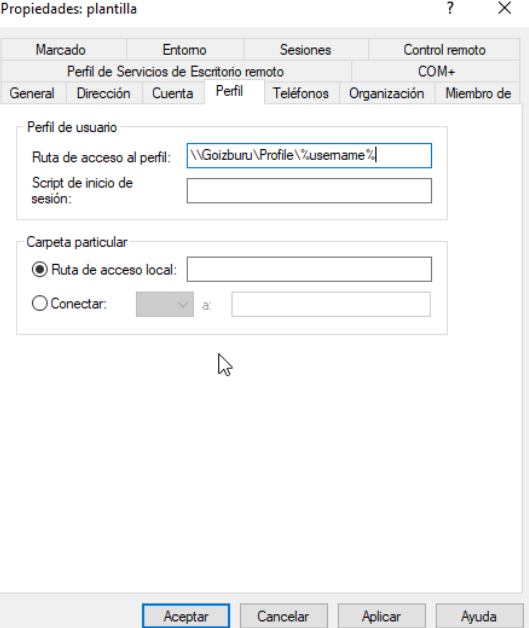 Propiedades: plantilla ? ✕
Marcado Entorno Sesiones Control remoto
Perfil de Servicios de Escritorio remoto COM+
General Dirección Cuenta Perfil Teléfonos Organización Miembro de
Perfil de usuario
Ruta de acceso al perfil: \\Goizburu\Profile\%username%
Script de inicio de
sesión:
Carpeta particular
Ruta de acceso local:
Conectar: a:
Aceptar Cancelar Aplicar Ayuda